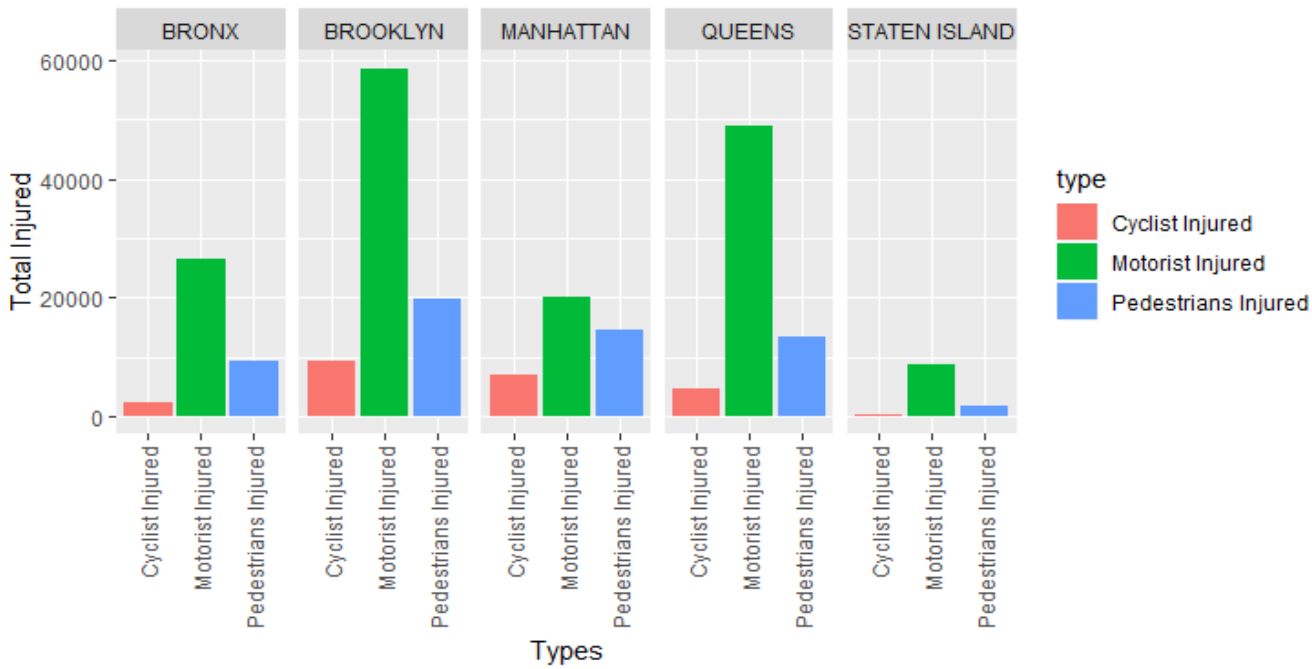 BRONX
BROOKLYN
MANHATTAN
QUEENS
STATEN ISLAND
Total Injured
60000
40000
20000
0
Cyclist Injured
Motorist Injured
Pedestrians Injured
Cyclist Injured
Motorist Injured
Pedestrians Injured
Cyclist Injured
Motorist Injured
Pedestrians Injured
Cyclist Injured
Motorist Injured
Pedestrians Injured
Cyclist Injured
Motorist Injured
Pedestrians Injured
Types
type
Cyclist Injured
Motorist Injured
Pedestrians Injured